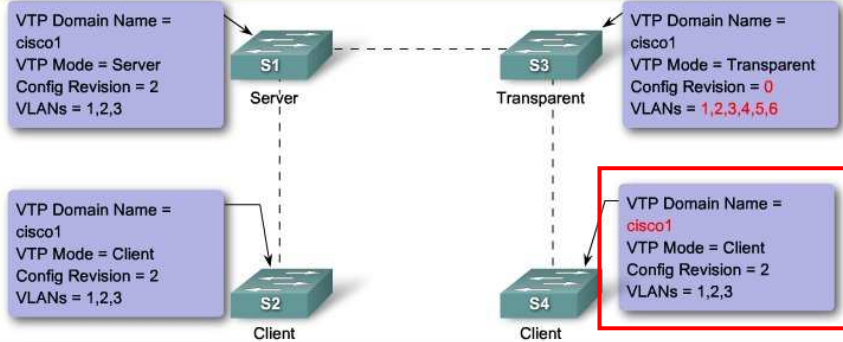 VTP Domain Name =
cisco1
VTP Mode = Server
Config Revision = 2
VLANs = 1,2,3
S1
Server
S3
Transparent
VTP Domain Name =
cisco1
VTP Mode = Transparent
Config Revision = 0
VLANs = 1,2,3,4,5,6
VTP Domain Name =
cisco1
VTP Mode = Client
Config Revision = 2
VLANs = 1,2,3
S2
Client
S4
Client
VTP Domain Name =
cisco1
VTP Mode = Client
Config Revision = 2
VLANs = 1,2,3